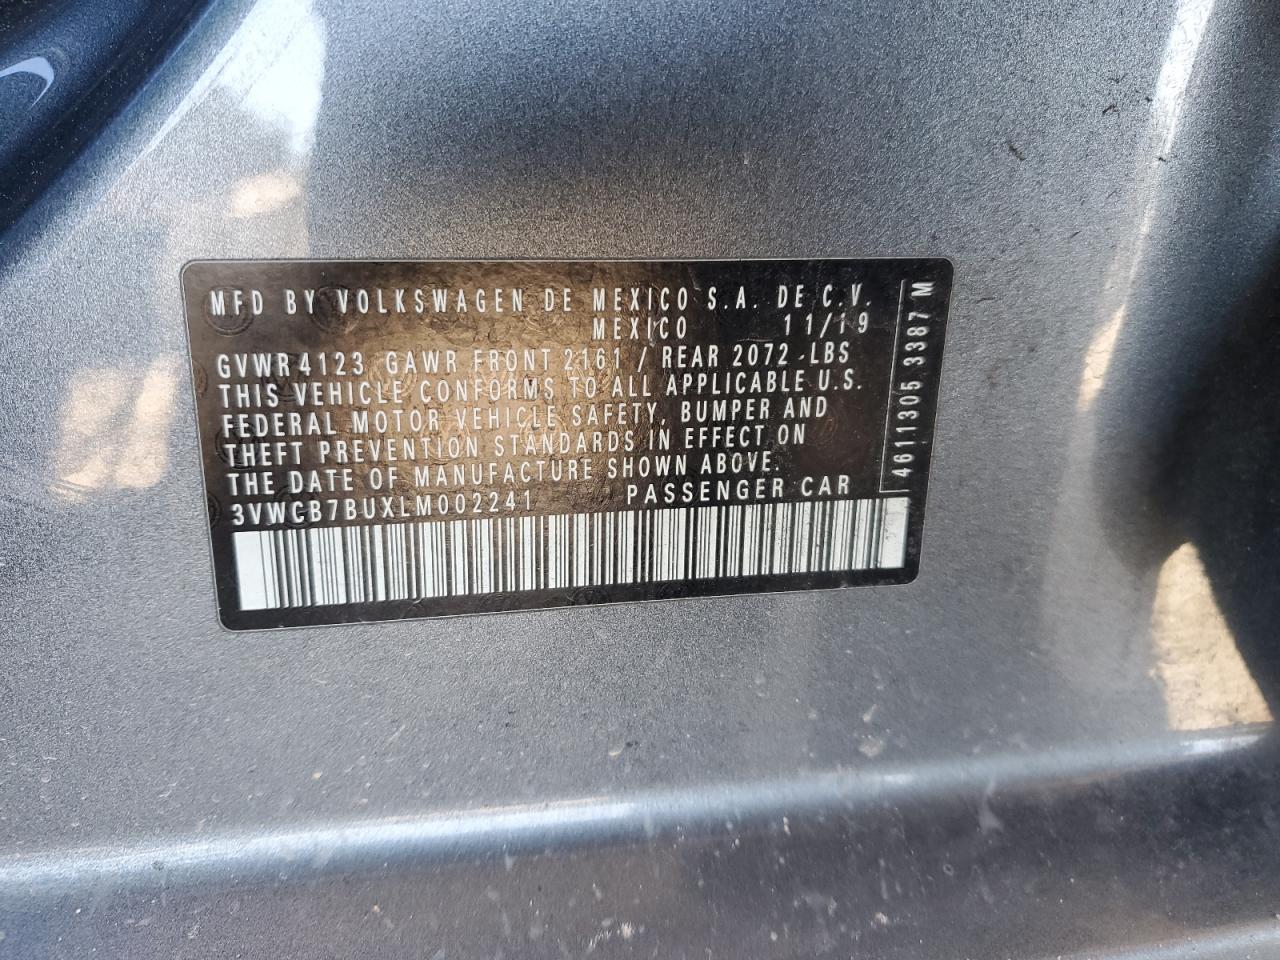 MFD BY VOLKSWAGEN DE MEXICO S.A. DE C.V.
MEXICO 11/19
GVWR 4123 GAWR FRONT 2161 / REAR 2072 LBS
THIS VEHICLE CONFORMS TO ALL APPLICABLE U.S.
FEDERAL MOTOR VEHICLE SAFETY, BUMPER AND
THEFT PREVENTION STANDARDS IN EFFECT ON
THE DATE OF MANUFACTURE SHOWN ABOVE.
3VWCB7BUXLM002241 PASSENGER CAR
4611305 3387 M